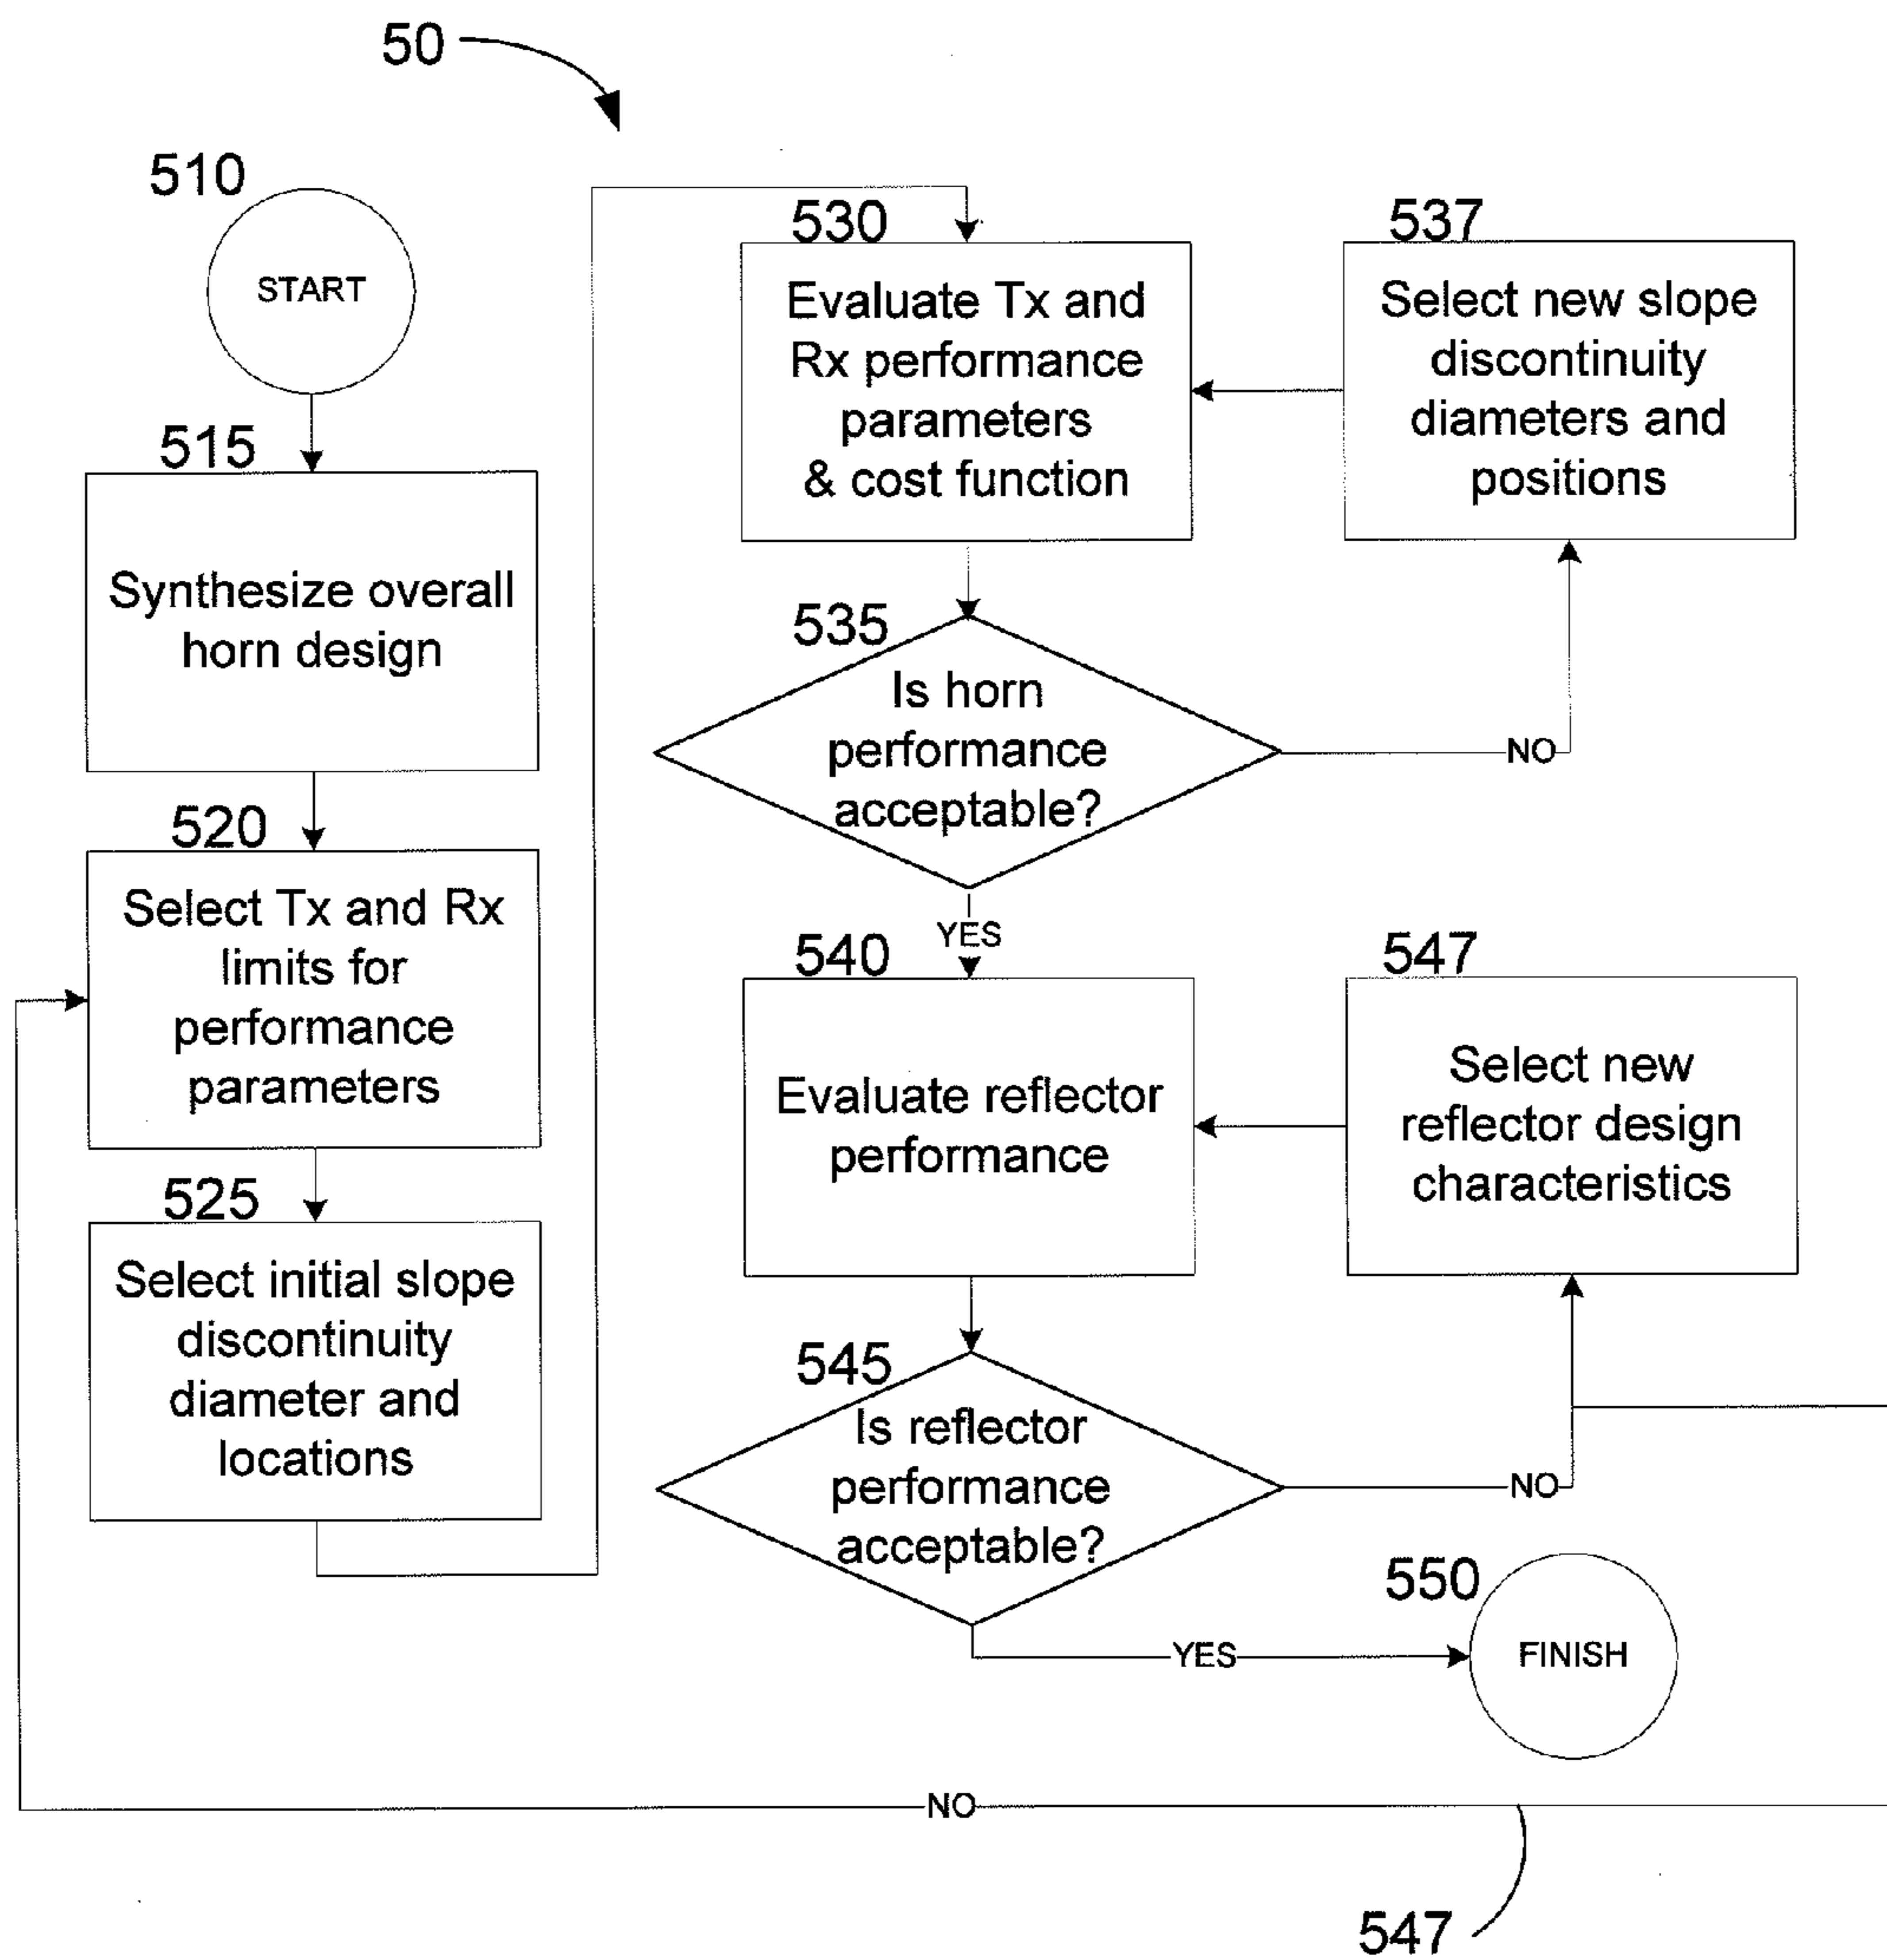 50
510
START
515
Synthesize overall
horn design
520
Select Tx and Rx
limits for
performance
parameters
525
Select initial slope
discontinuity
diameter and
locations
530
Evaluate Tx and
Rx performance
parameters
& cost function
537
Select new slope
discontinuity
diameters and
positions
535
Is horn
performance
acceptable?
NO
YES
540
Evaluate reflector
performance
547
Select new
reflector design
characteristics
545
Is reflector
performance
acceptable?
NO
YES
550
FINISH
NO
547